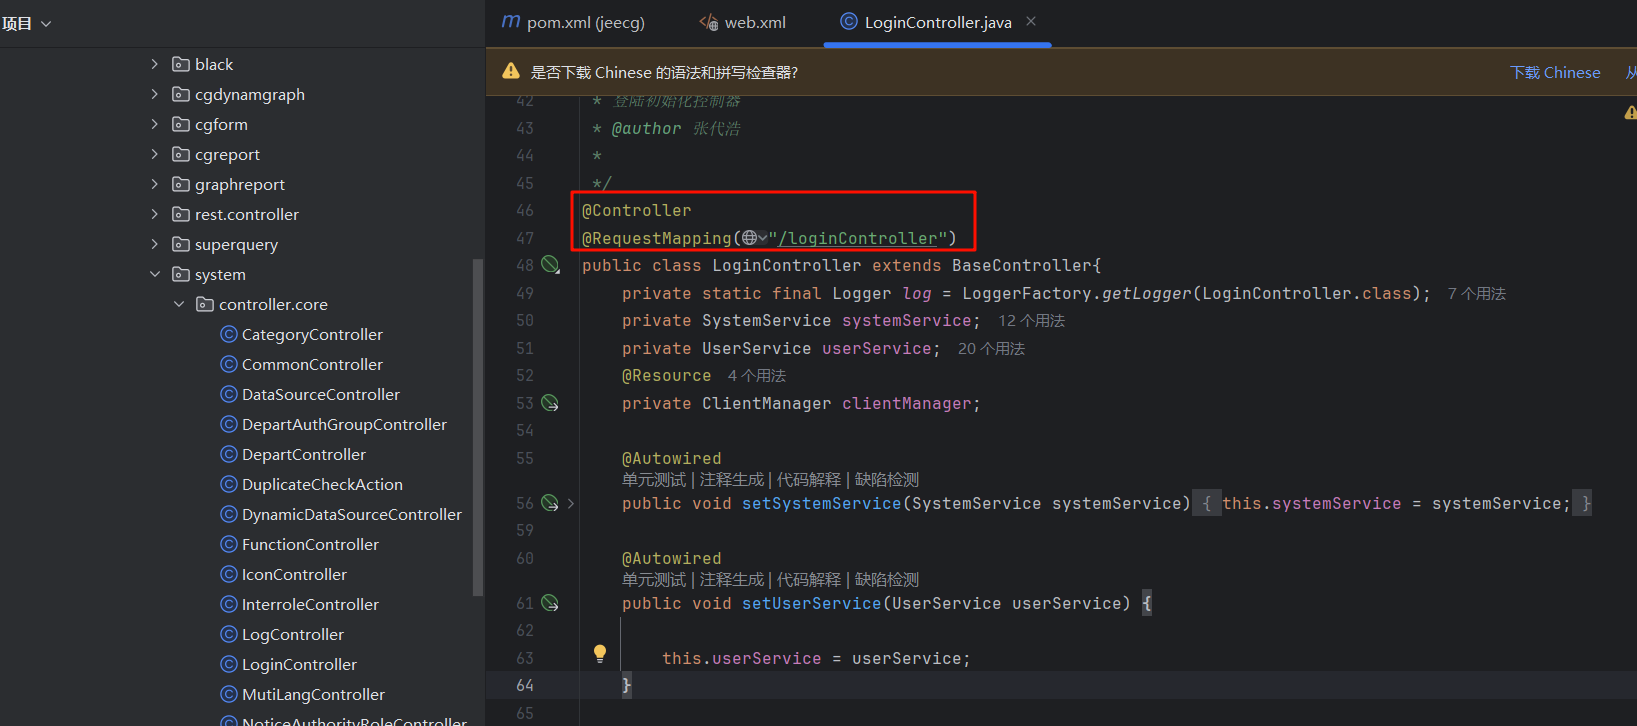 项目
black
cgdynamgraph
cgform
cgreport
graphreport
rest.controller
superquery
system
controller.core
CategoryController
CommonController
DataSourceController
DepartAuthGroupController
DepartController
DuplicateCheckAction
DynamicDataSourceController
FunctionController
IconController
InterroleController
LogController
LoginController
MutiLangController
NoticeAuthorityRoleController
pom.xml (jeecg) web.xml LoginController.java
是否下载 Chinese 的语法和拼写检查器? 下载 Chinese 从
42 * 登陆初始化控制器
43 * @author 张代浩
44 *
45 */
46 @Controller
47 @RequestMapping("/loginController")
48 public class LoginController extends BaseController{
49 private static final Logger log = LoggerFactory.getLogger(LoginController.class); 7 个用法
50 private SystemService systemService; 12 个用法
51 private UserService userService; 20 个用法
52 @Resource 4 个用法
53 private ClientManager clientManager;
54
55 @Autowired
单元测试 | 注释生成 | 代码解释 | 缺陷检测
56 public void setSystemService(SystemService systemService) { this.systemService = systemService; }
59
60 @Autowired
单元测试 | 注释生成 | 代码解释 | 缺陷检测
61 public void setUserService(UserService userService) {
62
63 this.userService = userService;
64 }
65